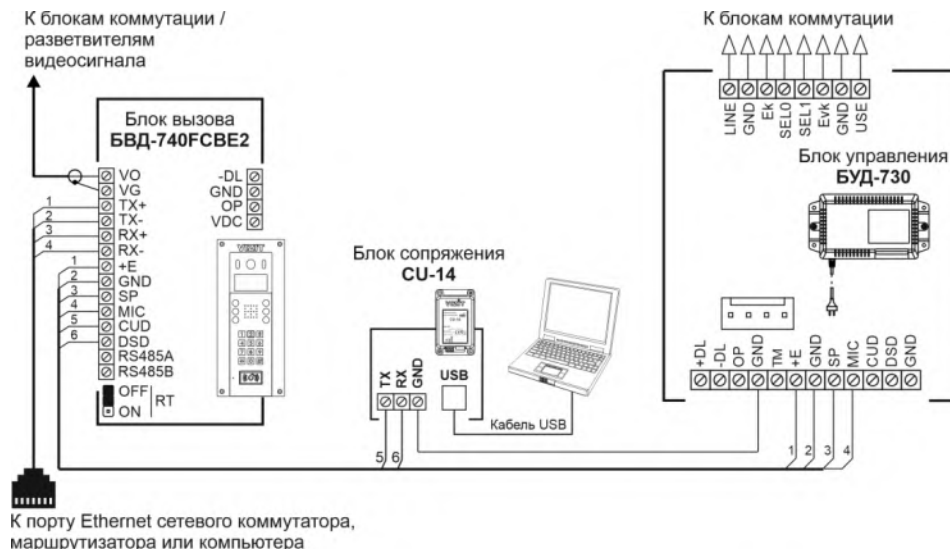 К блокам коммутации /
разветвителям
видеосигнала
Блок вызова
БВД-740FCBE2
VO
VG
TX+
TX-
RX+
RX-
+E
GND
SP
MIC
CUD
DSD
RS485A
RS485B
OFF
ON
RT
-DL
GND
OP
VDC
1
2
3
4
1
2
3
4
5
6
VIZIT
К порту Ethernet сетевого коммутатора,
маршрутизатора или компьютера
Блок сопряжения
CU-14
TX
RX
GND
USB
Кабель USB
5
6
К блокам коммутации
LINE
GND
Ek
SEL0
SEL1
Evk
GND
USE
Блок управления
БУД-730
+DL
-DL
OP
GND
TM
+E
GND
SP
MIC
CUD
DSD
GND
1
2
3
4